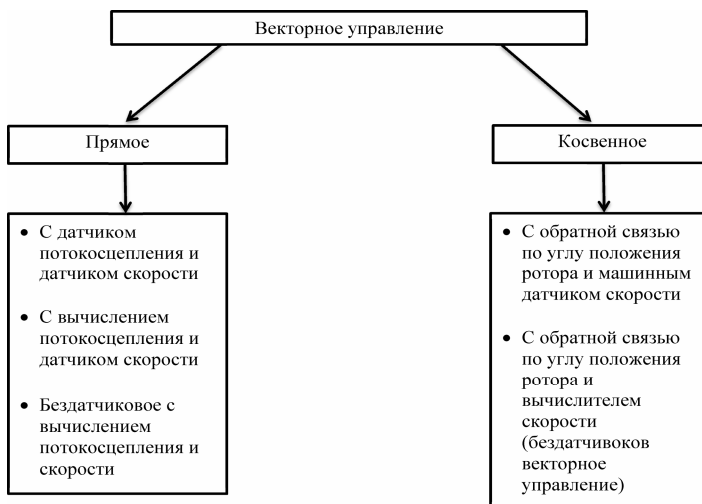 Векторное управление
Прямое
Косвенное
• С датчиком
потокосцепления и
датчиком скорости
• С вычислением
потокосцепления и
датчиком скорости
• Бездатчиковое с
вычислением
потокосцепления и
скорости
• С обратной связью
по углу положения
ротора и машинным
датчиком скорости
• С обратной связью
по углу положения
ротора и
вычислителем
скорости
(бездатчивоков
векторное
управление)